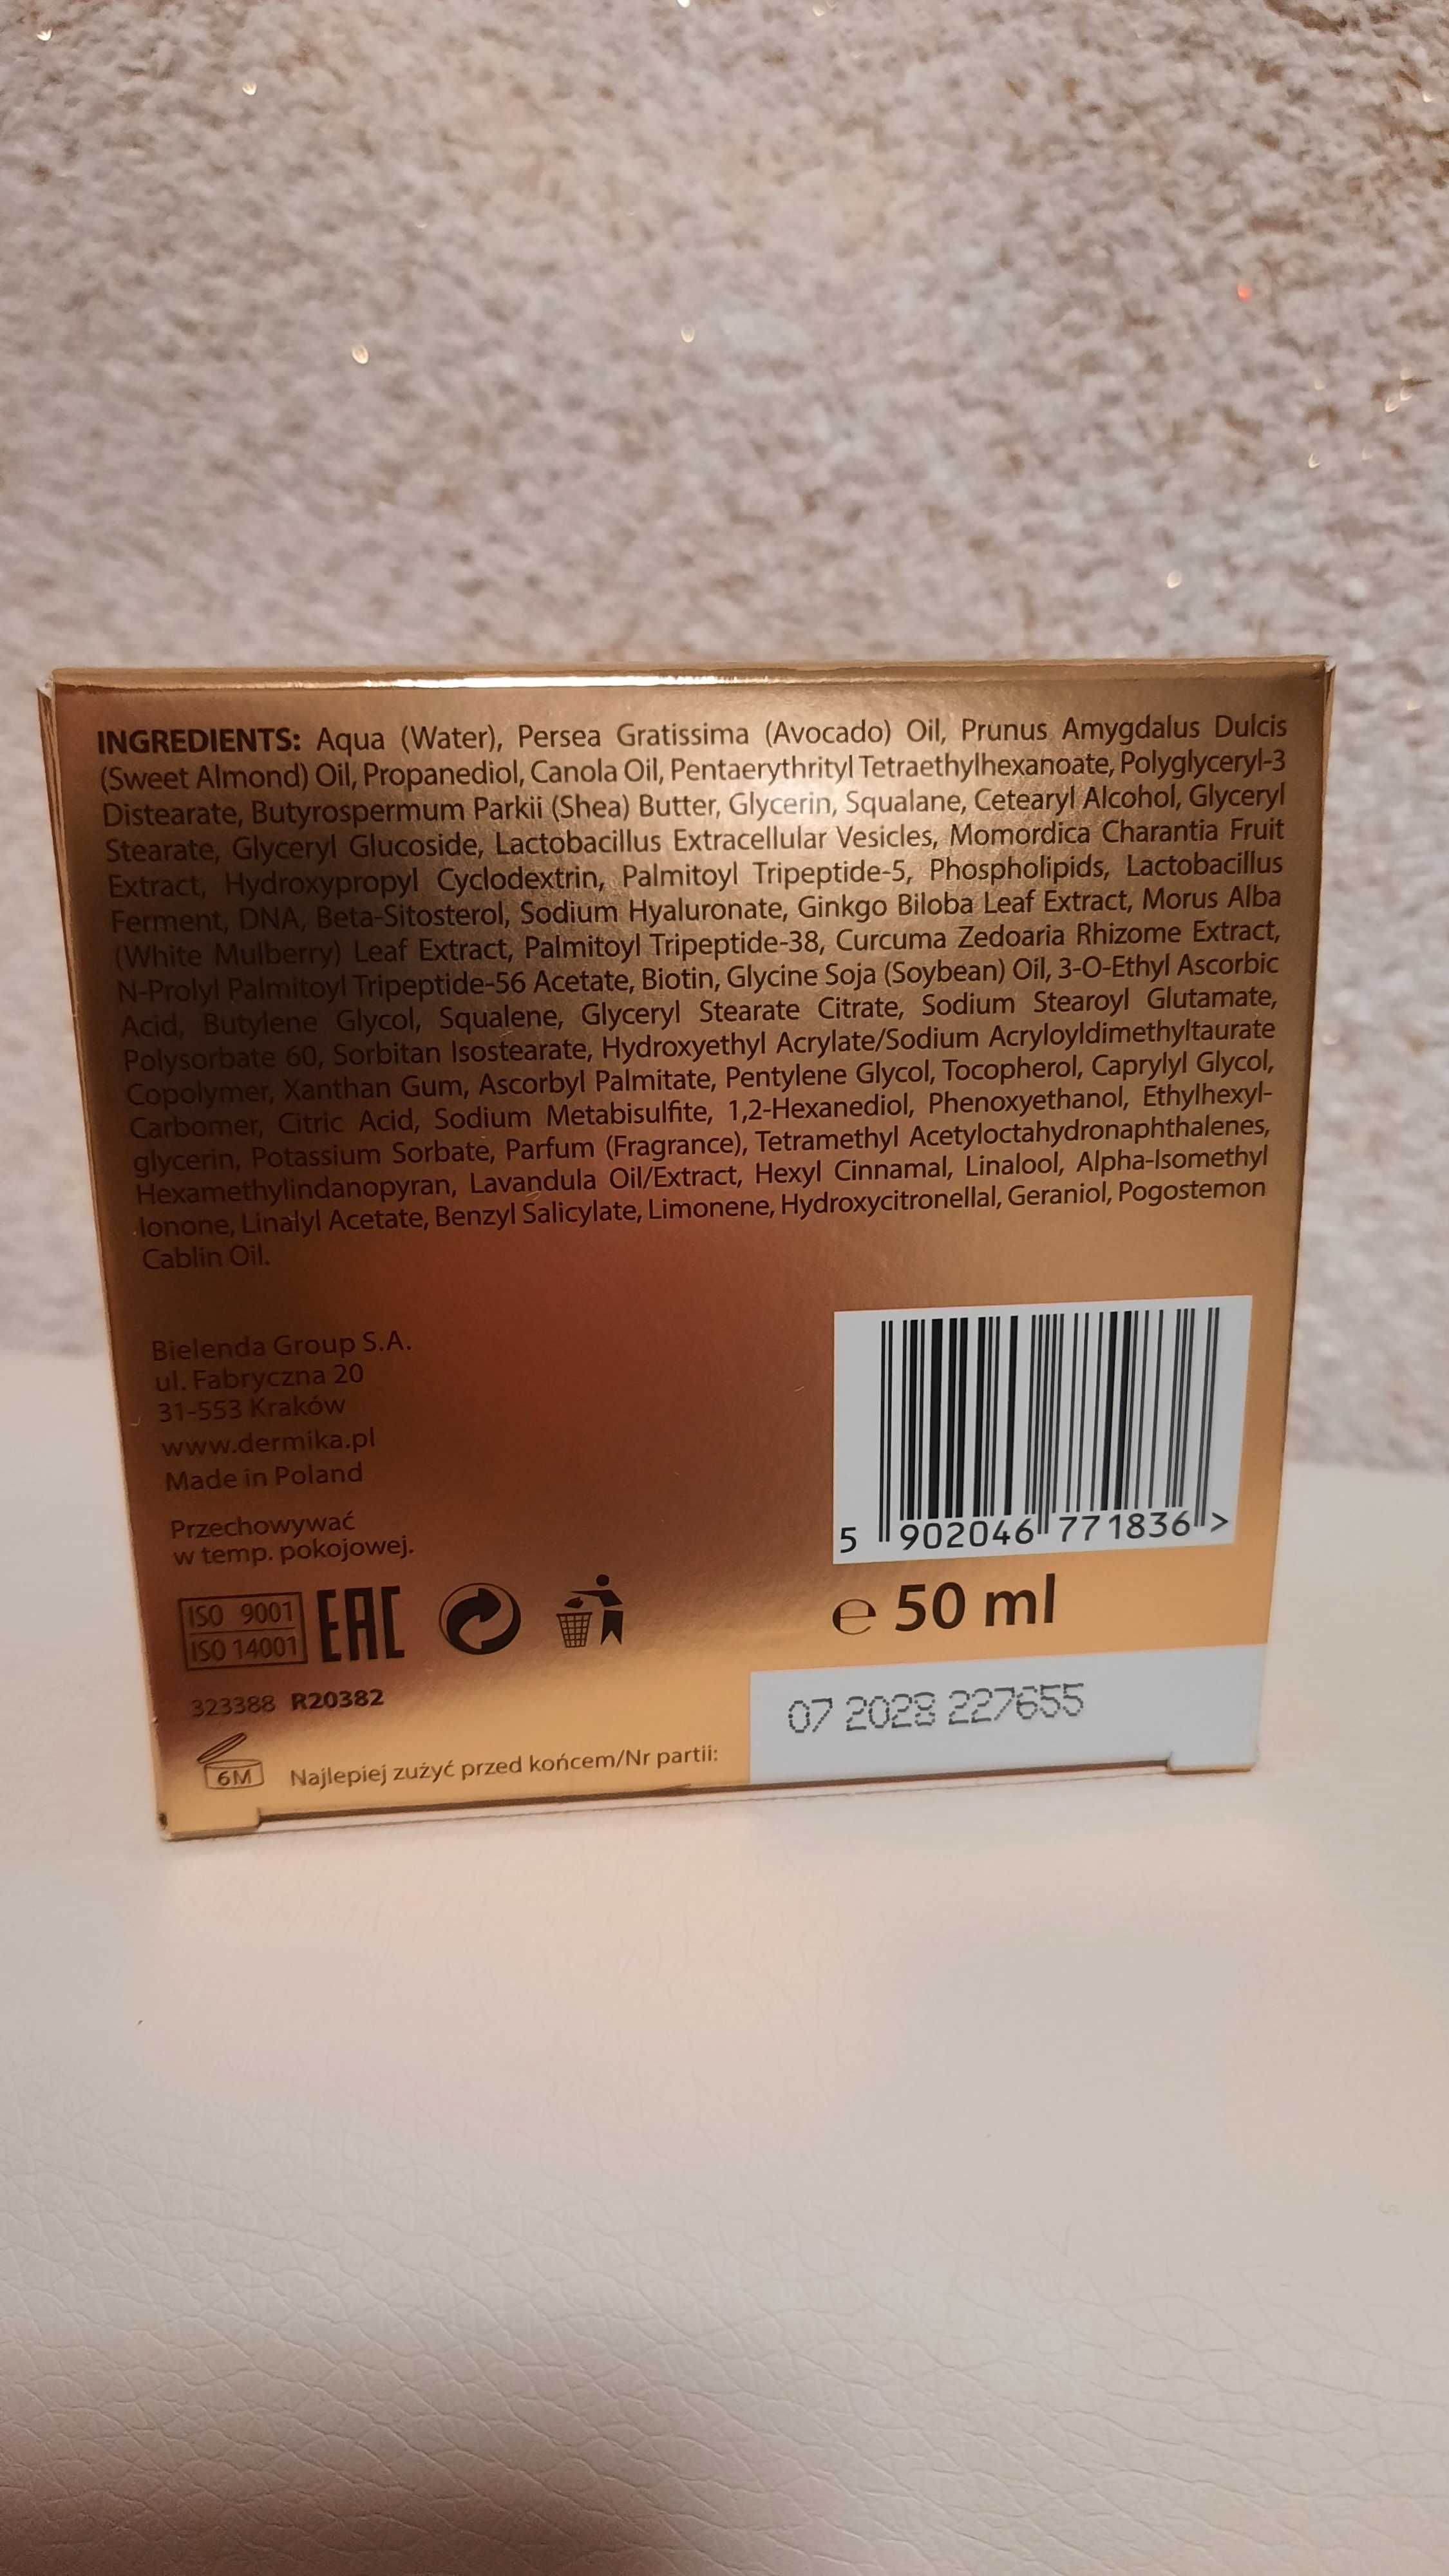 INGREDIENTS: Aqua (Water), Persea Gratissima (Avocado) Oil, Prunus Amygdalus Dulcis
(Sweet Almond) Oil, Propanediol, Canola Oil, Pentaerythrityl Tetraethylhexanoate, Polyglyceryl-3
Distearate, Butyrospermum Parkii (Shea) Butter, Glycerin, Squalane, Cetearyl Alcohol, Glyceryl
Stearate, Glyceryl Glucoside, Lactobacillus Extracellular Vesicles, Momordica Charantia Fruit
Extract, Hydroxypropyl Cyclodextrin, Palmitoyl Tripeptide-5, Phospholipids, Lactobacillus
Ferment, DNA, Beta-Sitosterol, Sodium Hyaluronate, Ginkgo Biloba Leaf Extract, Morus Alba
(White Mulberry) Leaf Extract, Palmitoyl Tripeptide-38, Curcuma Zedoaria Rhizome Extract,
N-Prolyl Palmitoyl Tripeptide-56 Acetate, Biotin, Glycine Soja (Soybean) Oil, 3-O-Ethyl Ascorbic
Acid, Butylene Glycol, Squalene, Glyceryl Stearate Citrate, Sodium Stearoyl Glutamate,
Polysorbate 60, Sorbitan Isostearate, Hydroxyethyl Acrylate/Sodium Acryloyldimethyltaurate
Copolymer, Xanthan Gum, Ascorbyl Palmitate, Pentylene Glycol, Tocopherol, Caprylyl Glycol,
Carbomer, Citric Acid, Sodium Metabisulfite, 1,2-Hexanediol, Phenoxyethanol, Ethylhexyl-
glycerin, Potassium Sorbate, Parfum (Fragrance), Tetramethyl Acetyloctahydronaphthalenes,
Hexamethylindanopyran, Lavandula Oil/Extract, Hexyl Cinnamal, Linalool, Alpha-Isomethyl
Ionone, Linalyl Acetate, Benzyl Salicylate, Limonene, Hydroxycitronellal, Geraniol, Pogostemon
Cablin Oil.
Bielenda Group S.A.
ul. Fabryczna 20
31-553 Kraków
www.dermika.pl
Made in Poland
Przechowywać
w temp. pokojowej.
5 902046 771836 >
ISO 9001
ISO 14001
EAC
e 50 ml
323388 R20382
07 2028 227655
6M
Najlepiej zużyć przed końcem/Nr partii: